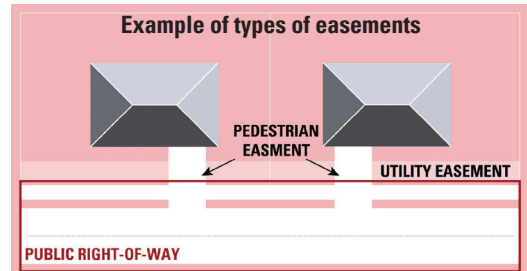 Example of types of easements
PEDESTRIAN
EASMENT
UTILITY EASEMENT
PUBLIC RIGHT-OF-WAY